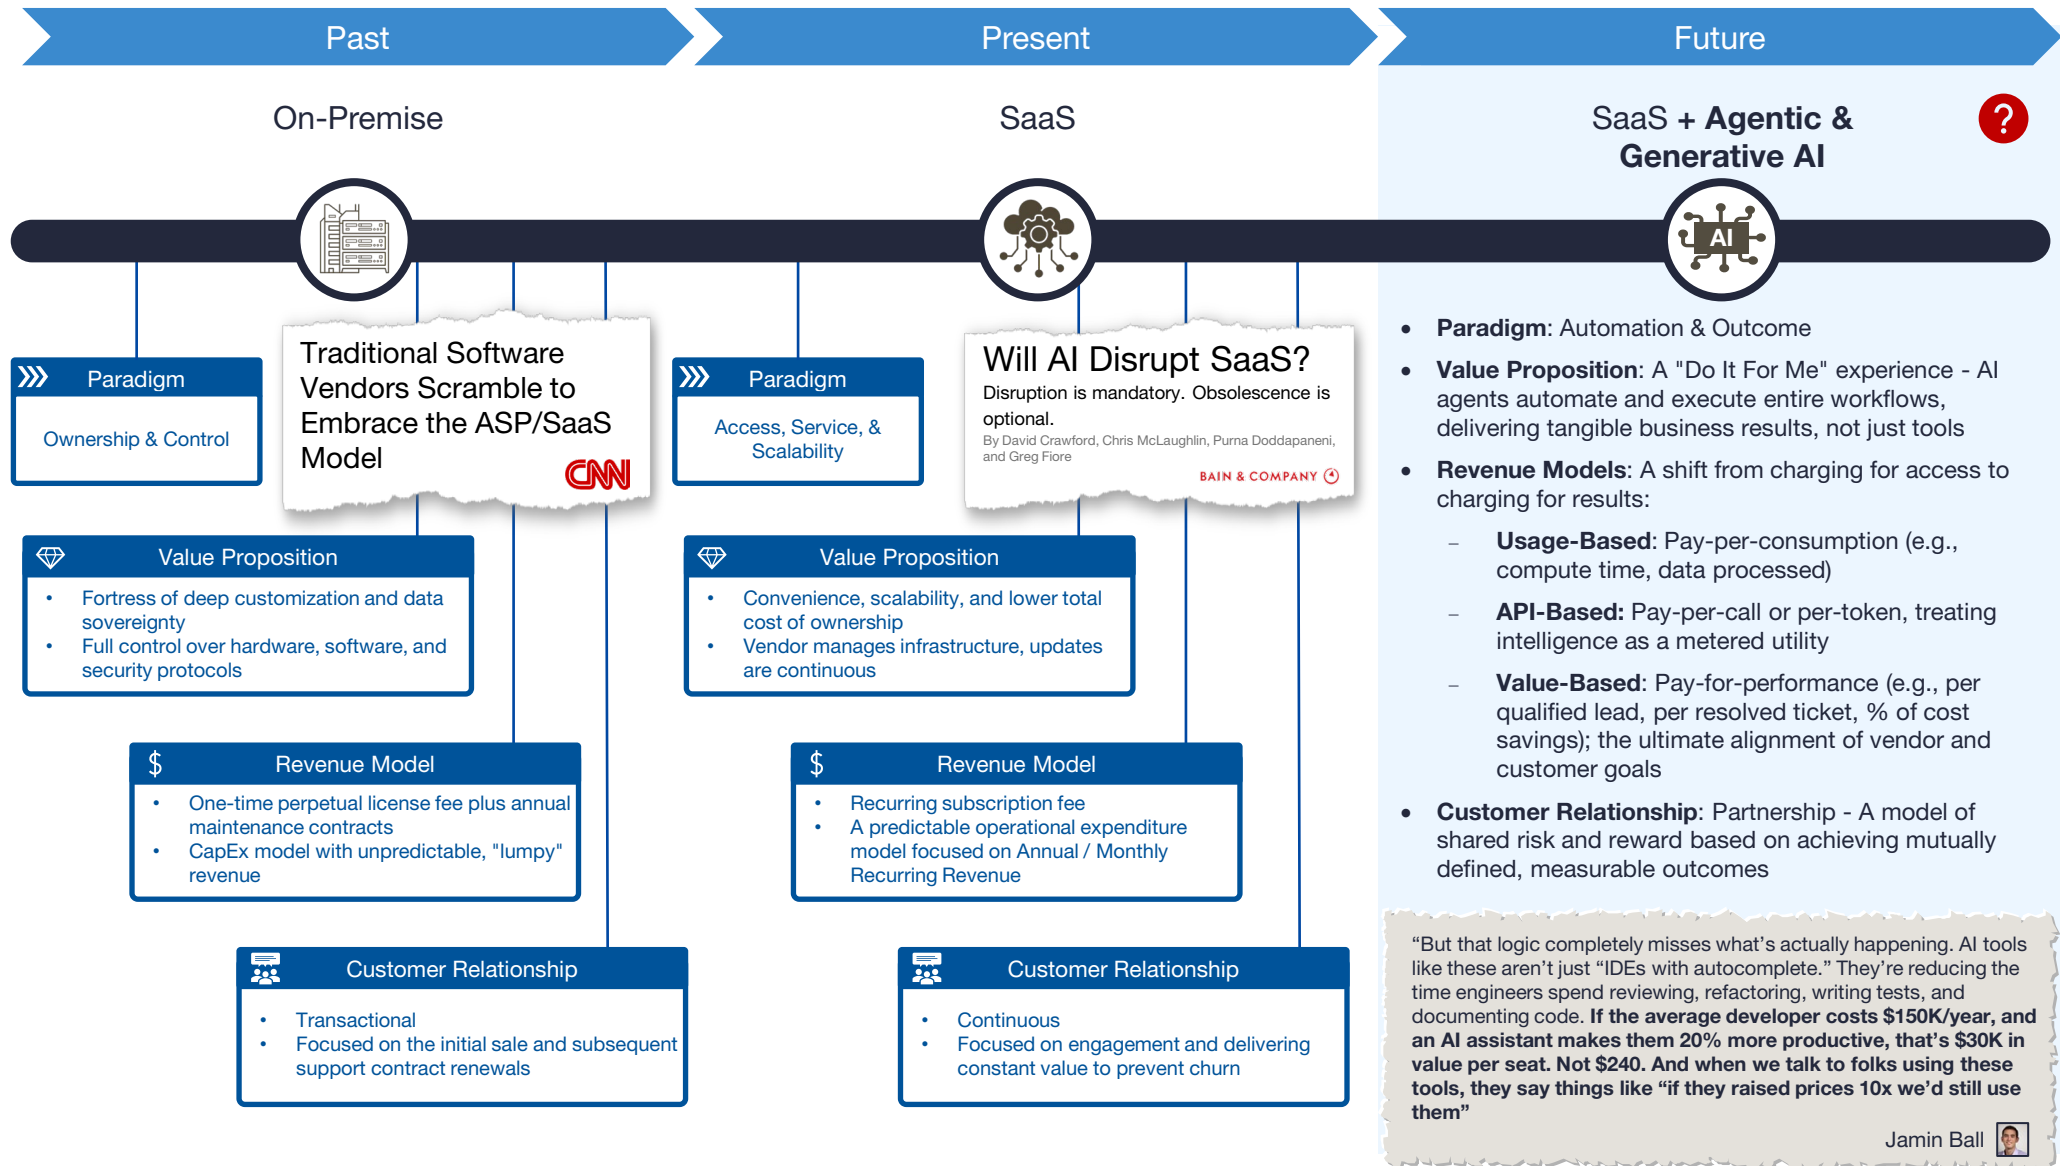 Past
Present
Future
On-Premise
SaaS
SaaS + Agentic &
Generative AI
?
AI
Paradigm
Ownership & Control
Traditional Software
Vendors Scramble to
Embrace the ASP/SaaS
Model
CNN
Value Proposition
• Fortress of deep customization and data
sovereignty
• Full control over hardware, software, and
security protocols
$ Revenue Model
• One-time perpetual license fee plus annual
maintenance contracts
• CapEx model with unpredictable, "lumpy"
revenue
Customer Relationship
• Transactional
• Focused on the initial sale and subsequent
support contract renewals
Paradigm
Access, Service, &
Scalability
Will AI Disrupt SaaS?
Disruption is mandatory. Obsolescence is
optional.
By David Crawford, Chris McLaughlin, Purna Doddapaneni,
and Greg Fiore
BAIN & COMPANY
Value Proposition
• Convenience, scalability, and lower total
cost of ownership
• Vendor manages infrastructure, updates
are continuous
$ Revenue Model
• Recurring subscription fee
• A predictable operational expenditure
model focused on Annual / Monthly
Recurring Revenue
Customer Relationship
• Continuous
• Focused on engagement and delivering
constant value to prevent churn
• Paradigm: Automation & Outcome
• Value Proposition: A "Do It For Me" experience - AI
agents automate and execute entire workflows,
delivering tangible business results, not just tools
• Revenue Models: A shift from charging for access to
charging for results:
– Usage-Based: Pay-per-consumption (e.g.,
compute time, data processed)
– API-Based: Pay-per-call or per-token, treating
intelligence as a metered utility
– Value-Based: Pay-for-performance (e.g., per
qualified lead, per resolved ticket, % of cost
savings); the ultimate alignment of vendor and
customer goals
• Customer Relationship: Partnership - A model of
shared risk and reward based on achieving mutually
defined, measurable outcomes
“But that logic completely misses what’s actually happening. AI tools
like these aren’t just “IDEs with autocomplete.” They’re reducing the
time engineers spend reviewing, refactoring, writing tests, and
documenting code. If the average developer costs $150K/year, and
an AI assistant makes them 20% more productive, that’s $30K in
value per seat. Not $240. And when we talk to folks using these
tools, they say things like “if they raised prices 10x we’d still use
them”
Jamin Ball